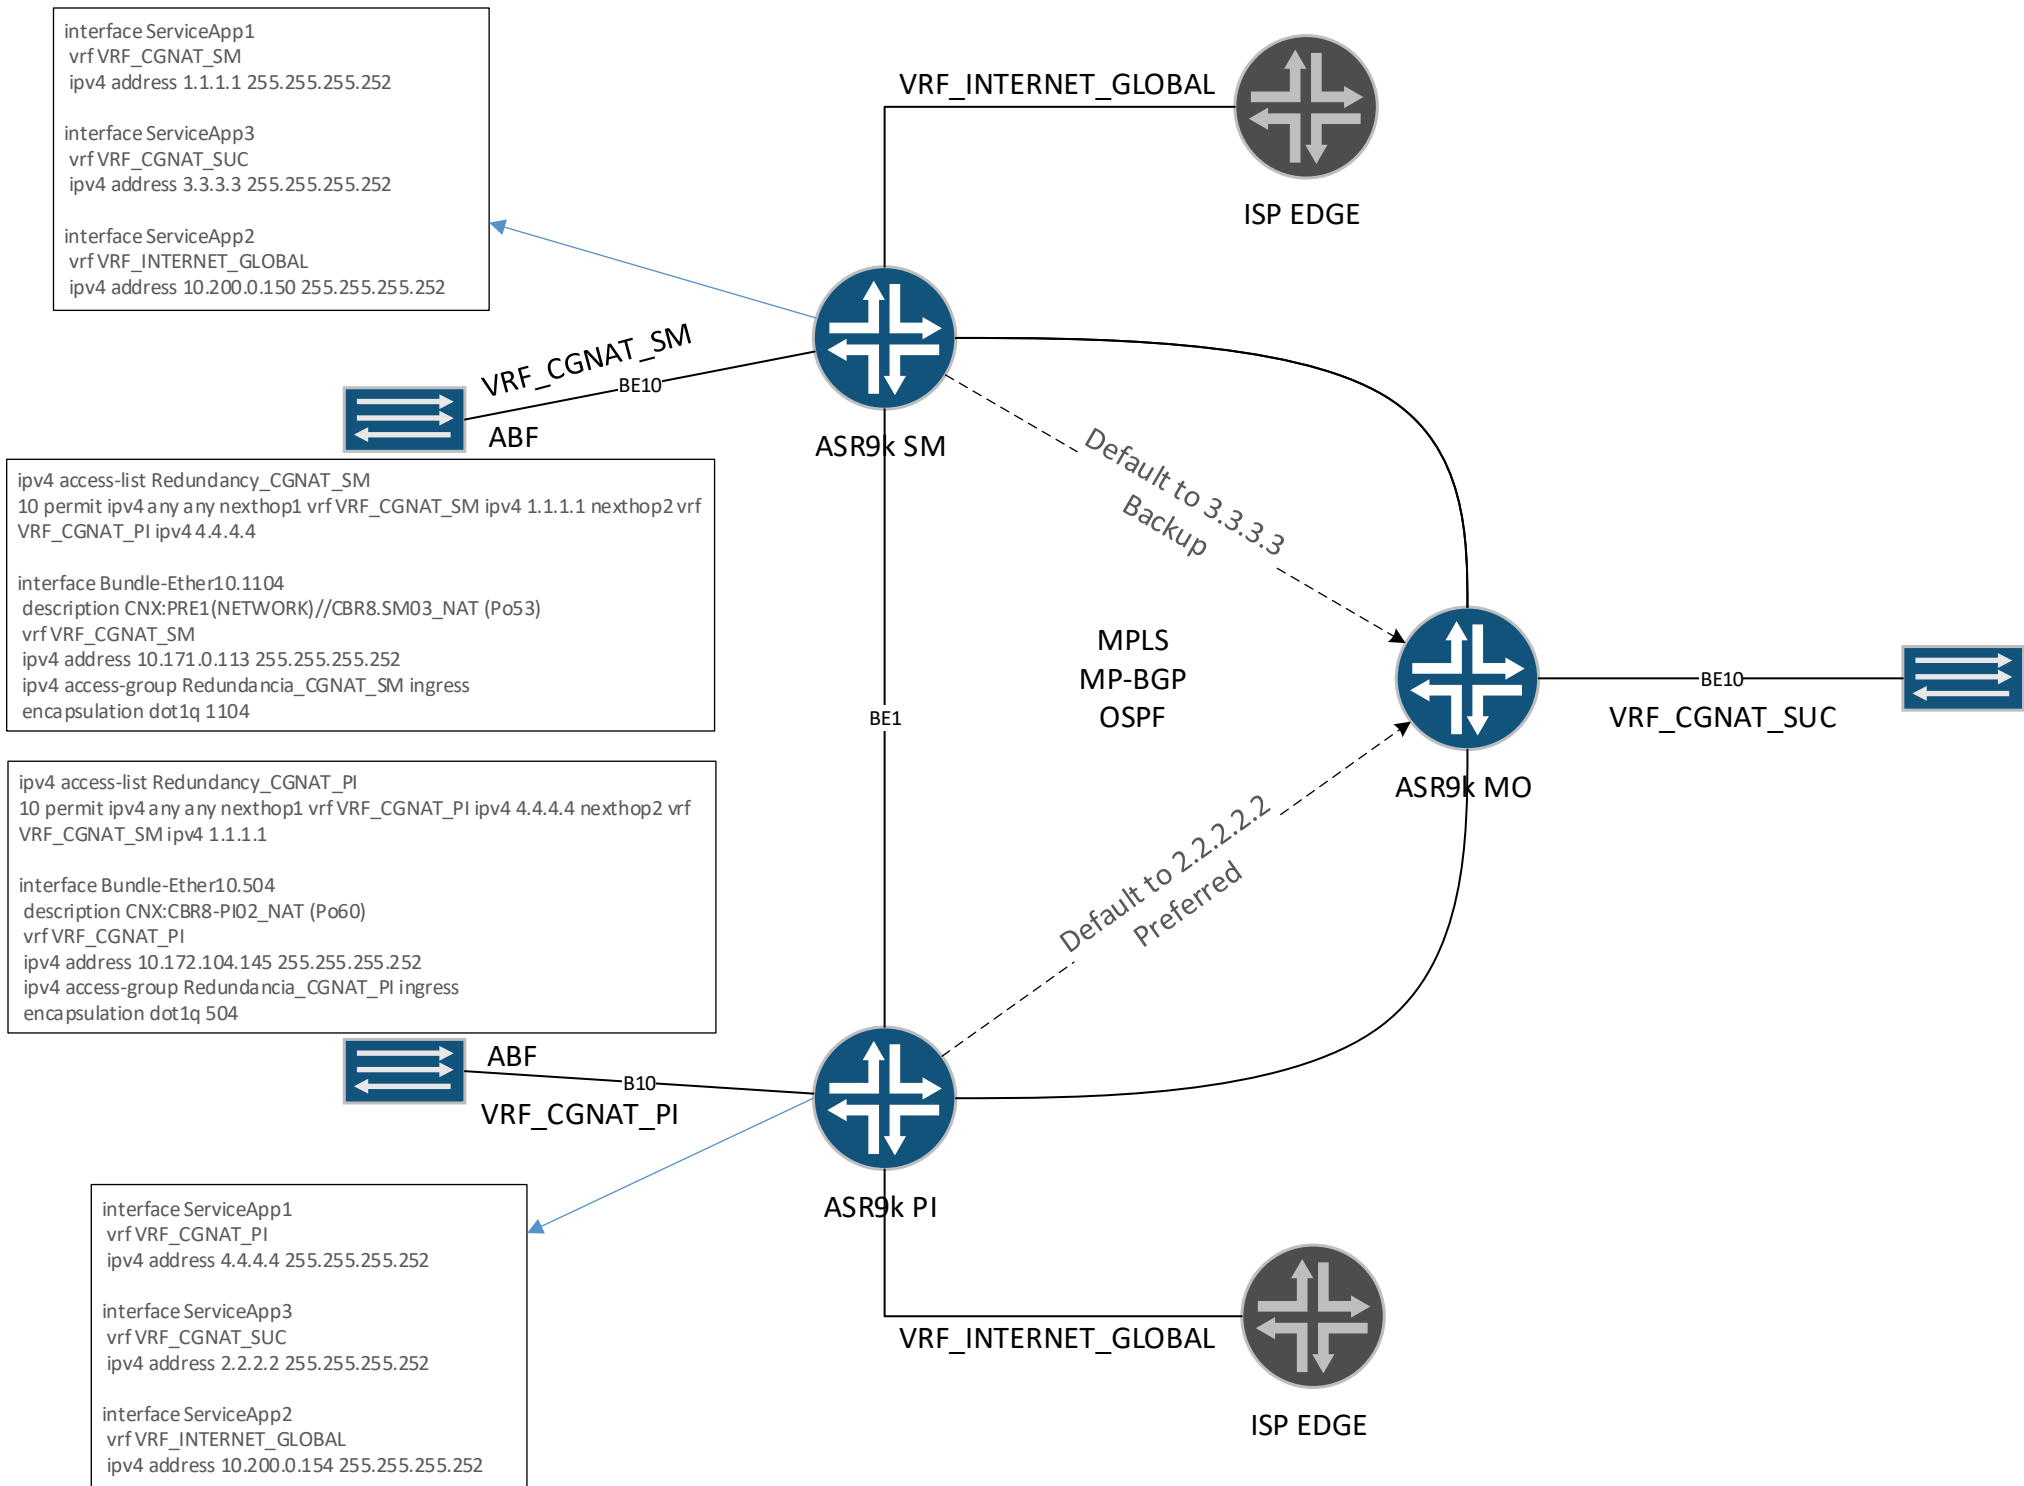 interface ServiceApp1
vrf VRF_CGNAT_SM
ipv4 address 1.1.1.1 255.255.255.252
interface ServiceApp3
vrf VRF_CGNAT_SUC
ipv4 address 3.3.3.3 255.255.255.252
interface ServiceApp2
vrf VRF_INTERNET_GLOBAL
ipv4 address 10.200.0.150 255.255.255.252
VRF_INTERNET_GLOBAL
ISP EDGE
VRF_CGNAT_SM
BE10
ABF
ASR9k SM
ipv4 access-list Redundancy_CGNAT_SM
10 permit ipv4 any any nexthop1 vrf VRF_CGNAT_SM ipv4 1.1.1.1 nexthop2 vrf
VRF_CGNAT_PI ipv4 4.4.4.4
interface Bundle-Ether10.1104
description CNX:PRE1(NETWORK)//CBR8.SM03_NAT (Po53)
vrf VRF_CGNAT_SM
ipv4 address 10.171.0.113 255.255.255.252
ipv4 access-group Redundancia_CGNAT_SM ingress
encapsulation dot1q 1104
Default to 3.3.3.3
Backup
MPLS
MP-BGP
OSPF
BE1
BE10
VRF_CGNAT_SUC
ASR9k MO
ipv4 access-list Redundancy_CGNAT_PI
10 permit ipv4 any any nexthop1 vrf VRF_CGNAT_PI ipv4 4.4.4.4 nexthop2 vrf
VRF_CGNAT_SM ipv4 1.1.1.1
interface Bundle-Ether10.504
description CNX:CBR8-PI02_NAT (Po60)
vrf VRF_CGNAT_PI
ipv4 address 10.172.104.145 255.255.255.252
ipv4 access-group Redundancia_CGNAT_PI ingress
encapsulation dot1q 504
Default to 2.2.2.2.2
Preferred
ABF
B10
VRF_CGNAT_PI
ASR9k PI
interface ServiceApp1
vrf VRF_CGNAT_PI
ipv4 address 4.4.4.4 255.255.255.252
interface ServiceApp3
vrf VRF_CGNAT_SUC
ipv4 address 2.2.2.2 255.255.255.252
interface ServiceApp2
vrf VRF_INTERNET_GLOBAL
ipv4 address 10.200.0.154 255.255.255.252
VRF_INTERNET_GLOBAL
ISP EDGE